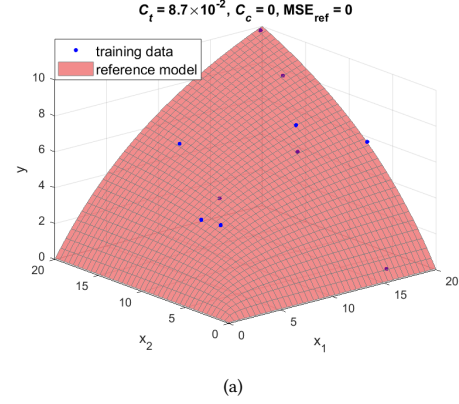 C_t = 8.7×10^-2, C_c = 0, MSE_ref = 0
training data
reference model
10
8
6
4
2
0
y
20
15
10
5
0
x_2
0
5
10
15
20
x_1
(a)